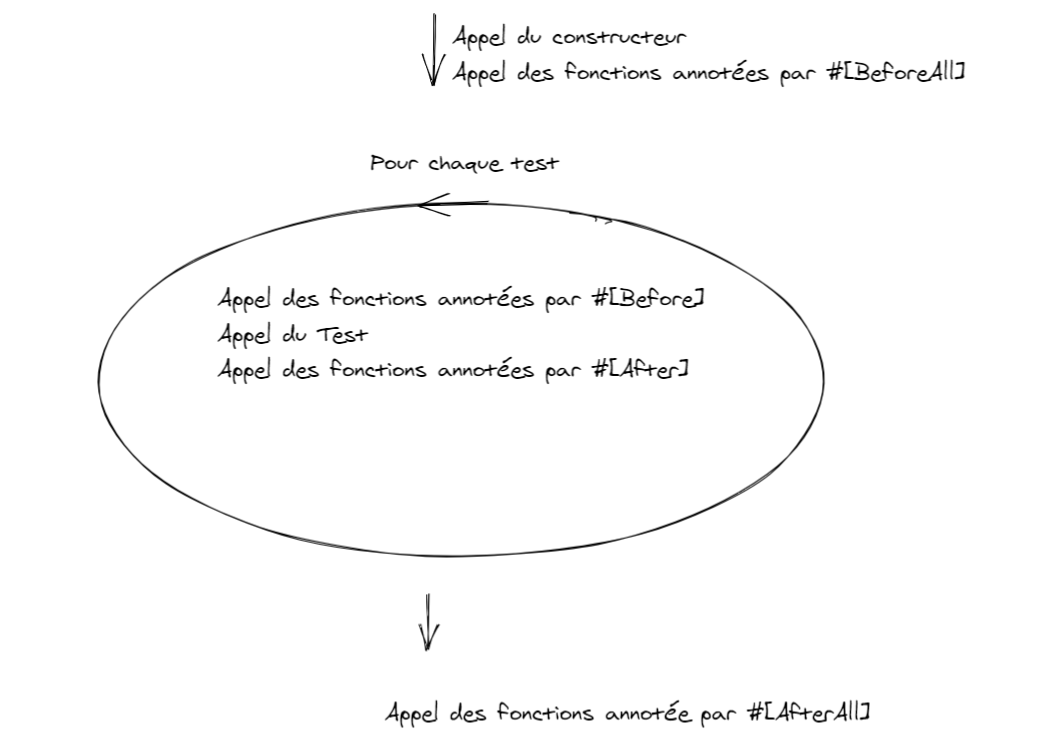 Appel du constructeur
Appel des fonctions annotées par #[BeforeAll]
Pour chaque test
Appel des fonctions annotées par #[Before]
Appel du Test
Appel des fonctions annotées par #[After]
Appel des fonctions annotée par #[AfterAll]